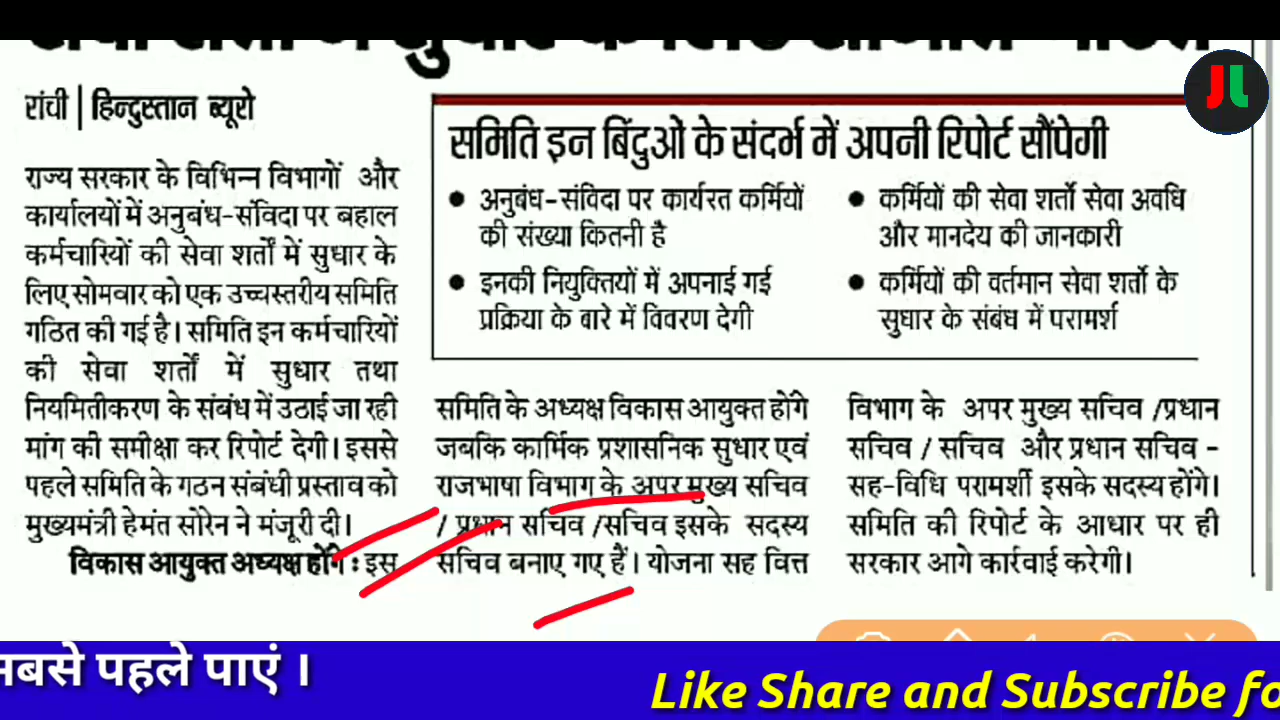 रांची | हिन्दुस्तान ब्यूरो
राज्य सरकार के विभिन्न विभागों और
कार्यालयों में अनुबंध-संविदा पर बहाल
कर्मचारियों की सेवा शर्तों में सुधार के
लिए सोमवार को एक उच्चस्तरीय समिति
गठित की गई है। समिति इन कर्मचारियों
की सेवा शर्तों में सुधार तथा
नियमितीकरण के संबंध में उठाई जा रही
मांग की समीक्षा कर रिपोर्ट देगी। इससे
पहले समिति के गठन संबंधी प्रस्ताव को
मुख्यमंत्री हेमंत सोरेन ने मंजूरी दी।
विकास आयुक्त अध्यक्ष होंगे : इस
समिति इन बिंदुओं के संदर्भ में अपनी रिपोर्ट सौंपेगी
• अनुबंध-संविदा पर कार्यरत कर्मियों
की संख्या कितनी है
• इनकी नियुक्तियों में अपनाई गई
प्रक्रिया के बारे में विवरण देगी
• कर्मियों की सेवा शर्तो सेवा अवधि
और मानदेय की जानकारी
• कर्मियों की वर्तमान सेवा शर्तो के
सुधार के संबंध में परामर्श
समिति के अध्यक्ष विकास आयुक्त होंगे
जबकि कार्मिक प्रशासनिक सुधार एवं
राजभाषा विभाग के अपर मुख्य सचिव
/ प्रधान सचिव /सचिव इसके सदस्य
सचिव बनाए गए हैं। योजना सह वित्त
विभाग के अपर मुख्य सचिव /प्रधान
सचिव / सचिव और प्रधान सचिव -
सह-विधि परामर्शी इसके सदस्य होंगे।
समिति की रिपोर्ट के आधार पर ही
सरकार आगे कार्रवाई करेगी।
JL
सबसे पहले पाएं ।
Like Share and Subscribe fo